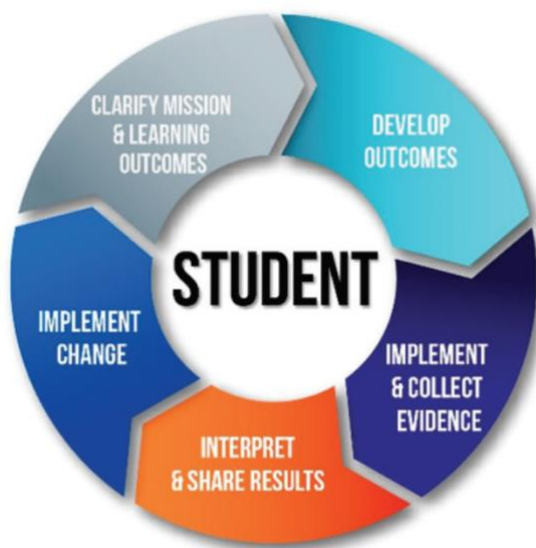 CLARIFY MISSION
& LEARNING
OUTCOMES
DEVELOP
OUTCOMES
STUDENT
IMPLEMENT
CHANGE
IMPLEMENT
& COLLECT
EVIDENCE
INTERPRET
& SHARE RESULTS